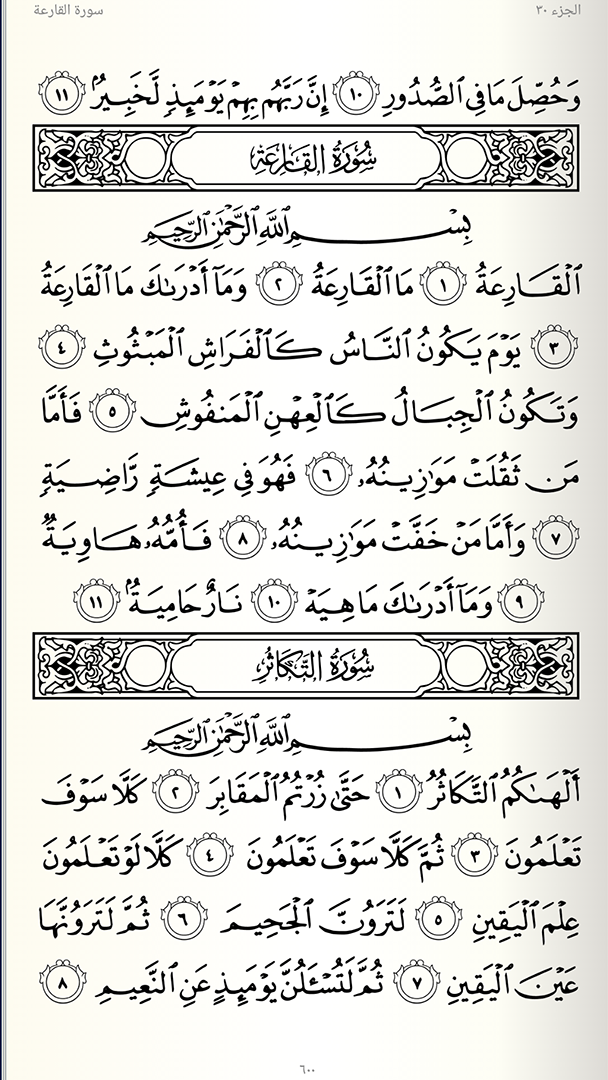 الجزء ٣٠
سورة القارعة
وَحُصِّلَ مَا فِي ٱلصُّدُورِ ١٠ إِنَّ رَبَّهُم بِهِمْ يَوْمَئِذٍ لَّخَبِيرٌۢ ١١
سُورَةُ القَارِعَةِ
بِسْمِ ٱللَّهِ ٱلرَّحْمَٰنِ ٱلرَّحِيمِ
ٱلْقَارِعَةُ ١ مَا ٱلْقَارِعَةُ ٢ وَمَآ أَدْرَىٰكَ مَا ٱلْقَارِعَةُ
٣ يَوْمَ يَكُونُ ٱلنَّاسُ كَٱلْفَرَاشِ ٱلْمَبْثُوثِ ٤
وَتَكُونُ ٱلْجِبَالُ كَٱلْعِهْنِ ٱلْمَنفُوشِ ٥ فَأَمَّا
مَن ثَقُلَتْ مَوَٰزِينُهُۥ ٦ فَهُوَ فِي عِيشَةٍ رَّاضِيَةٍ
٧ وَأَمَّا مَنْ خَفَّتْ مَوَٰزِينُهُۥ ٨ فَأُمُّهُۥ هَاوِيَةٌ
٩ وَمَآ أَدْرَىٰكَ مَا هِيَهْ ١٠ نَارٌ حَامِيَةٌۢ ١١
سُورَةُ التَّكَاثُرِ
بِسْمِ ٱللَّهِ ٱلرَّحْمَٰنِ ٱلرَّحِيمِ
أَلْهَىٰكُمُ ٱلتَّكَاثُرُ ١ حَتَّىٰ زُرْتُمُ ٱلْمَقَابِرَ ٢ كَلَّا سَوْفَ
تَعْلَمُونَ ٣ ثُمَّ كَلَّا سَوْفَ تَعْلَمُونَ ٤ كَلَّا لَوْ تَعْلَمُونَ
عِلْمَ ٱلْيَقِينِ ٥ لَتَرَوُنَّ ٱلْجَحِيمَ ٦ ثُمَّ لَتَرَوُنَّهَا
عَيْنَ ٱلْيَقِينِ ٧ ثُمَّ لَتُسْـَٔلُنَّ يَوْمَئِذٍ عَنِ ٱلنَّعِيمِ ٨
٦٠٠